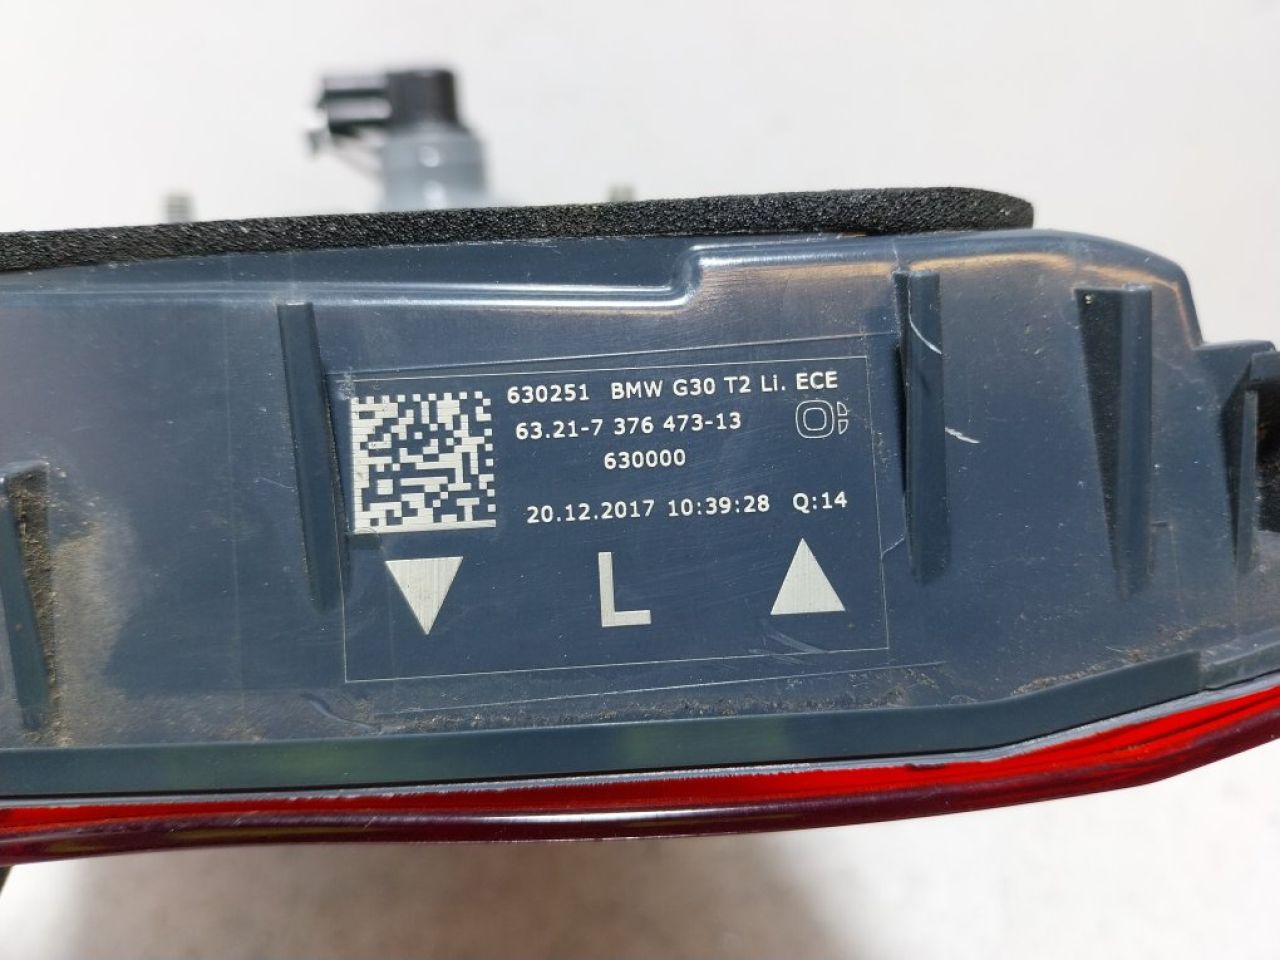 630251 BMW G30 T2 Li. ECE
63.21-7 376 473-13
630000
20.12.2017 10:39:28 Q:14
L